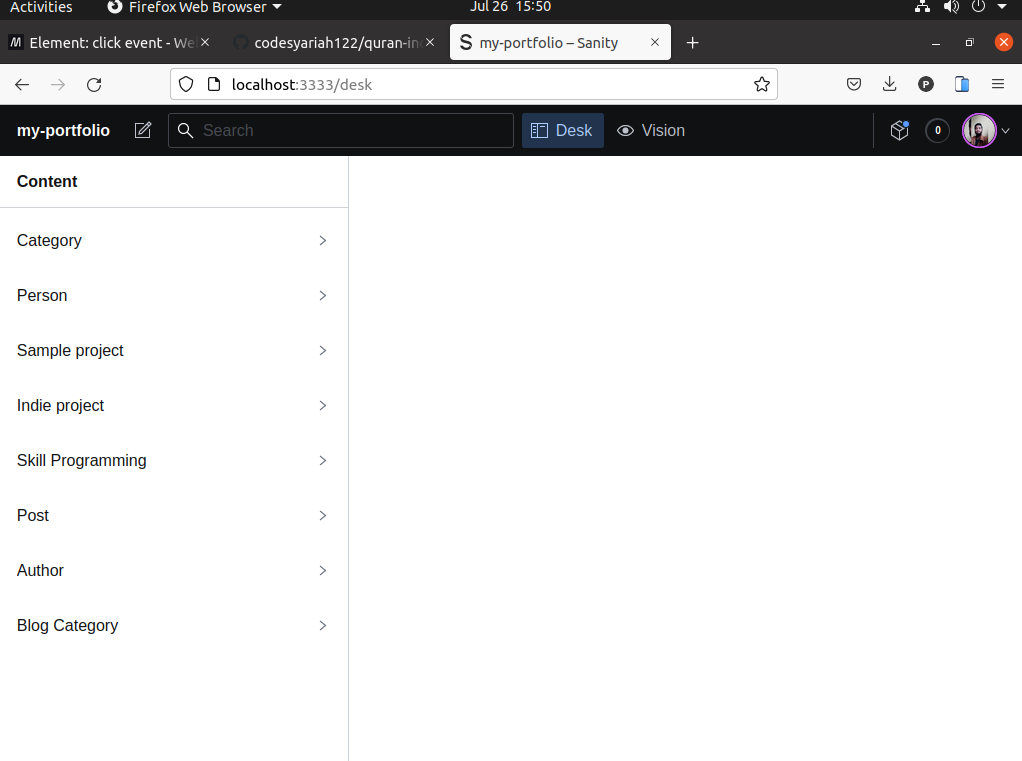 Activities Firefox Web Browser Jul 26 15:50
Element: click event - We codesyariah122/quran-in my-portfolio – Sanity
localhost:3333/desk
my-portfolio Search Desk Vision 0
Content
Category
Person
Sample project
Indie project
Skill Programming
Post
Author
Blog Category